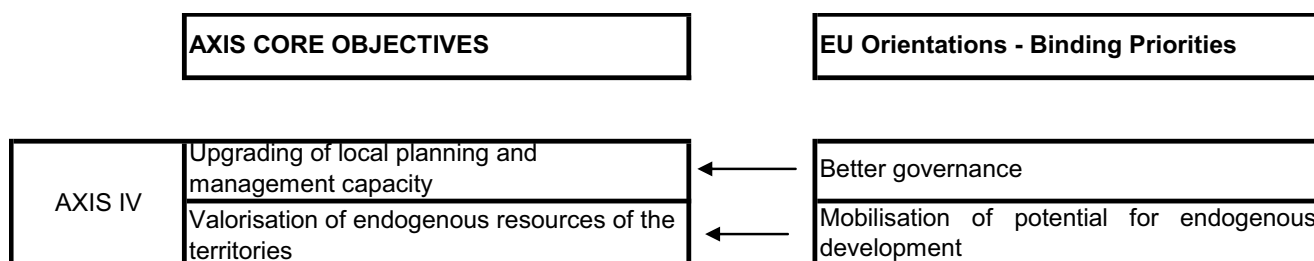 AXIS CORE OBJECTIVES
EU Orientations - Binding Priorities
AXIS IV
Upgrading of local planning and
management capacity
Better governance
Valorisation of endogenous resources of the
territories
Mobilisation of potential for endogenous
development